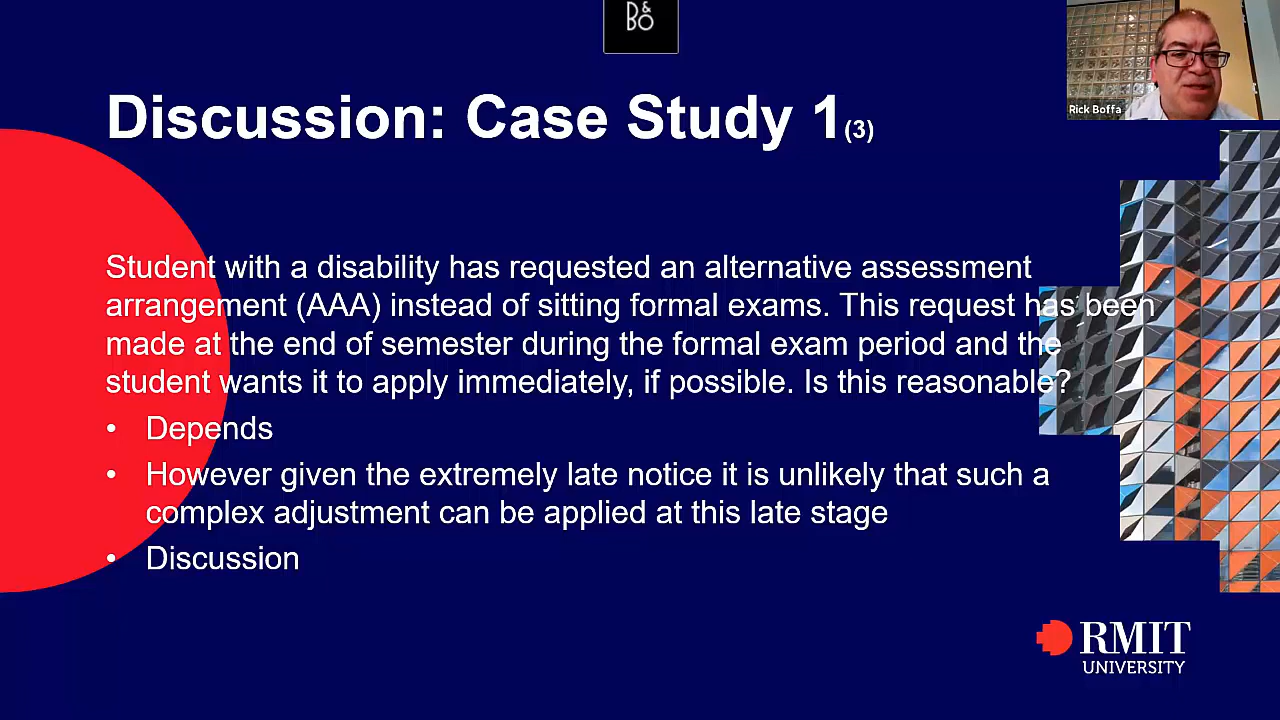 D&
BO
Rick Boffa
Discussion: Case Study 1(3)
Student with a disability has requested an alternative assessment
arrangement (AAA) instead of sitting formal exams. This request has been
made at the end of semester during the formal exam period and the
student wants it to apply immediately, if possible. Is this reasonable?
• Depends
• However given the extremely late notice it is unlikely that such a
complex adjustment can be applied at this late stage
• Discussion
RMIT
UNIVERSITY